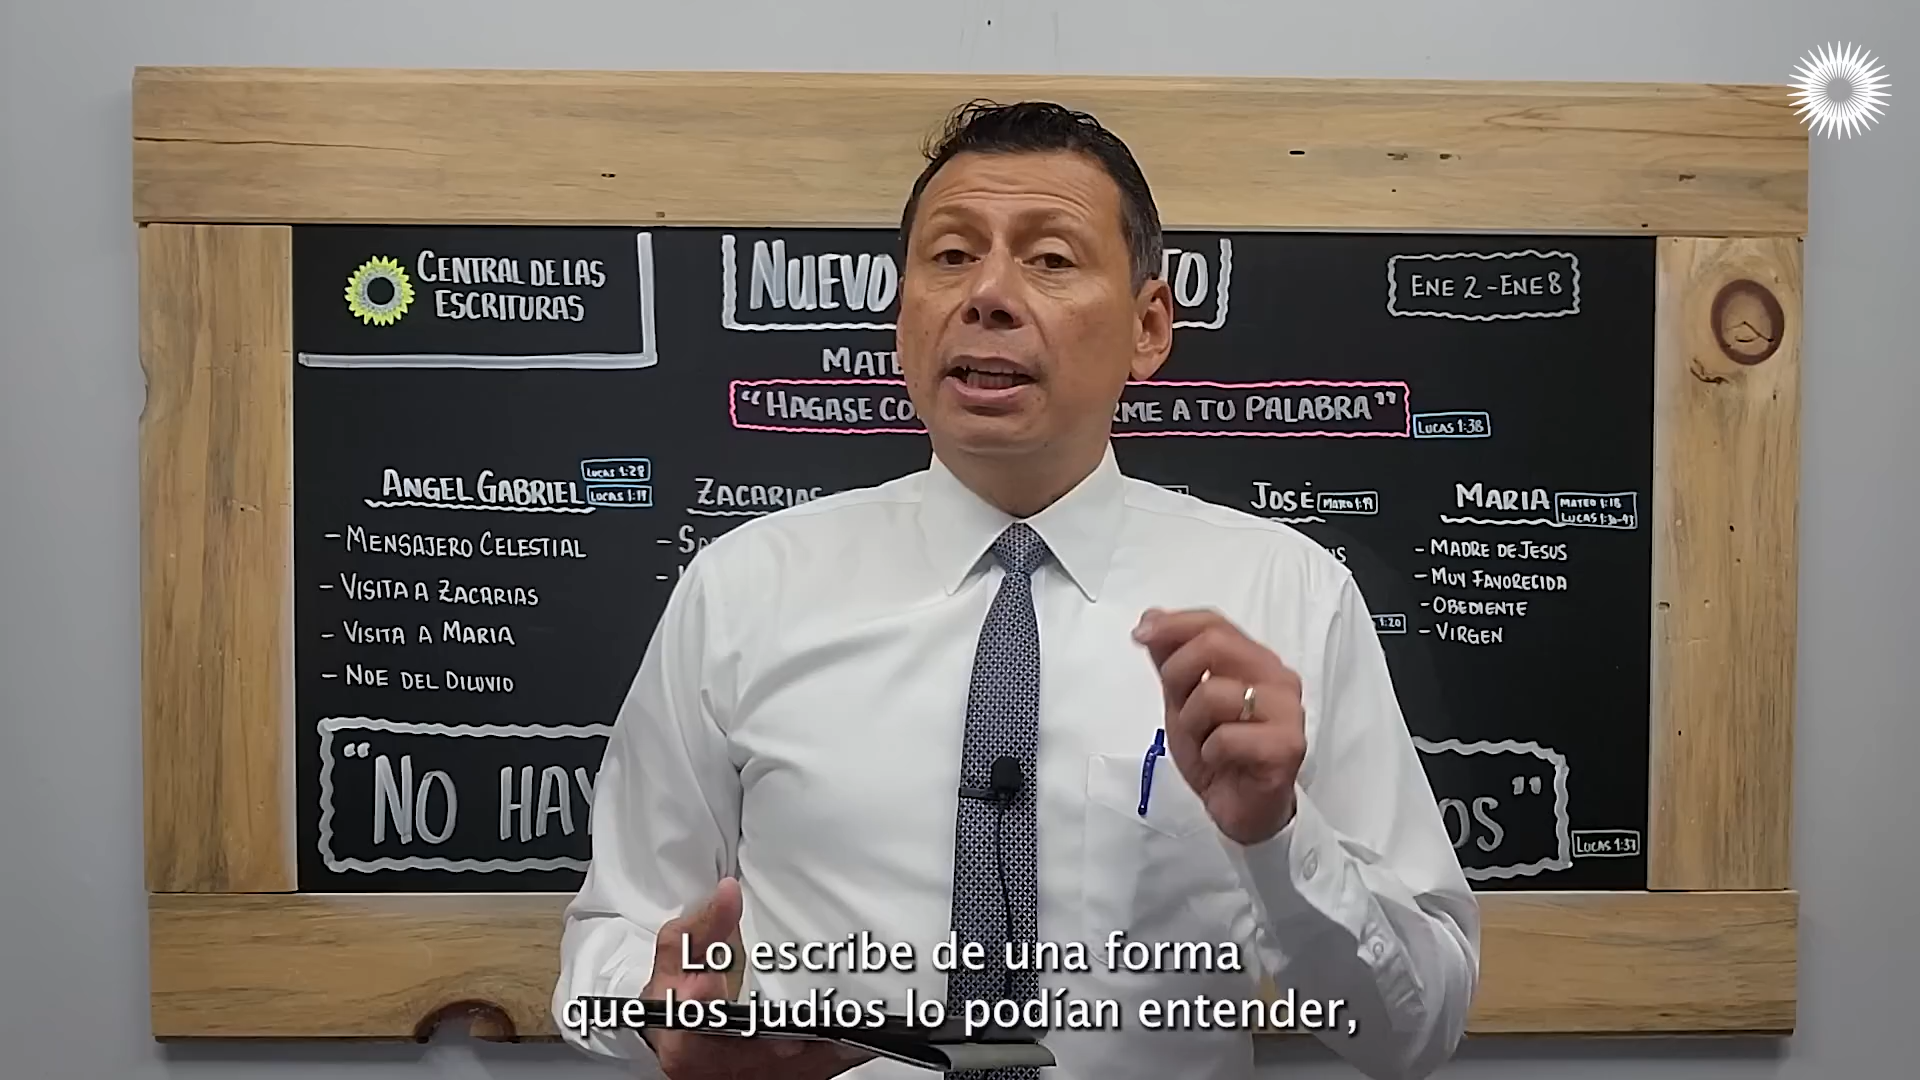 CENTRAL DE LAS
ESCRITURAS
NUEVO TO
ENE 2 - ENE 8
MATE
"HAGASE CO RME A TU PALABRA"
LUCAS 1:38
ANGEL GABRIEL
LUCAS 1:19
- MENSAJERO CELESTIAL
- VISITA A ZACARIAS
- VISITA A MARIA
- NOE DEL DILUVIO
ZACARIAS
JOSÉ
MATEO 1:19
1:20
MARIA
MATEO 1:18
- MADRE DE JESUS
- MUY FAVORECIDA
- OBEDIENTE
- VIRGEN
"NO HAY OS"
LUCAS 1:37
Lo escribe de una forma
que los judíos lo podían entender,